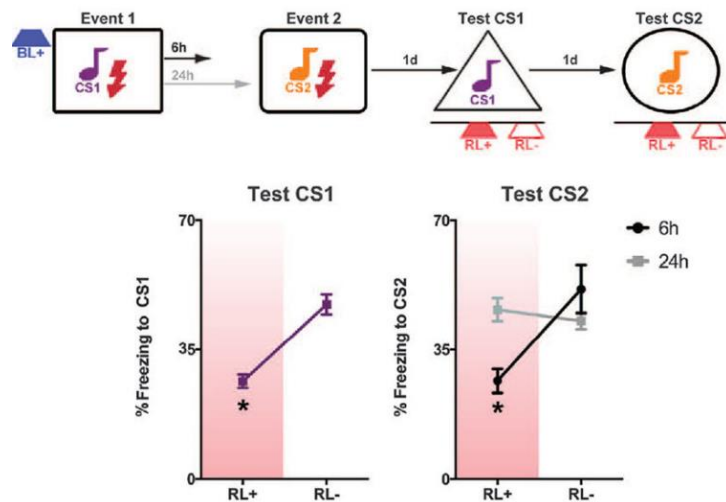 Event 1
Event 2
Test CS1
Test CS2
BL+
CS1
6h
24h
CS2
1d
CS1
1d
CS2
RL+
RL-
RL+
RL-
Test CS1
Test CS2
% Freezing to CS1
70
35
0
*
RL+
RL-
% Freezing to CS2
70
35
0
*
RL+
RL-
6h
24h